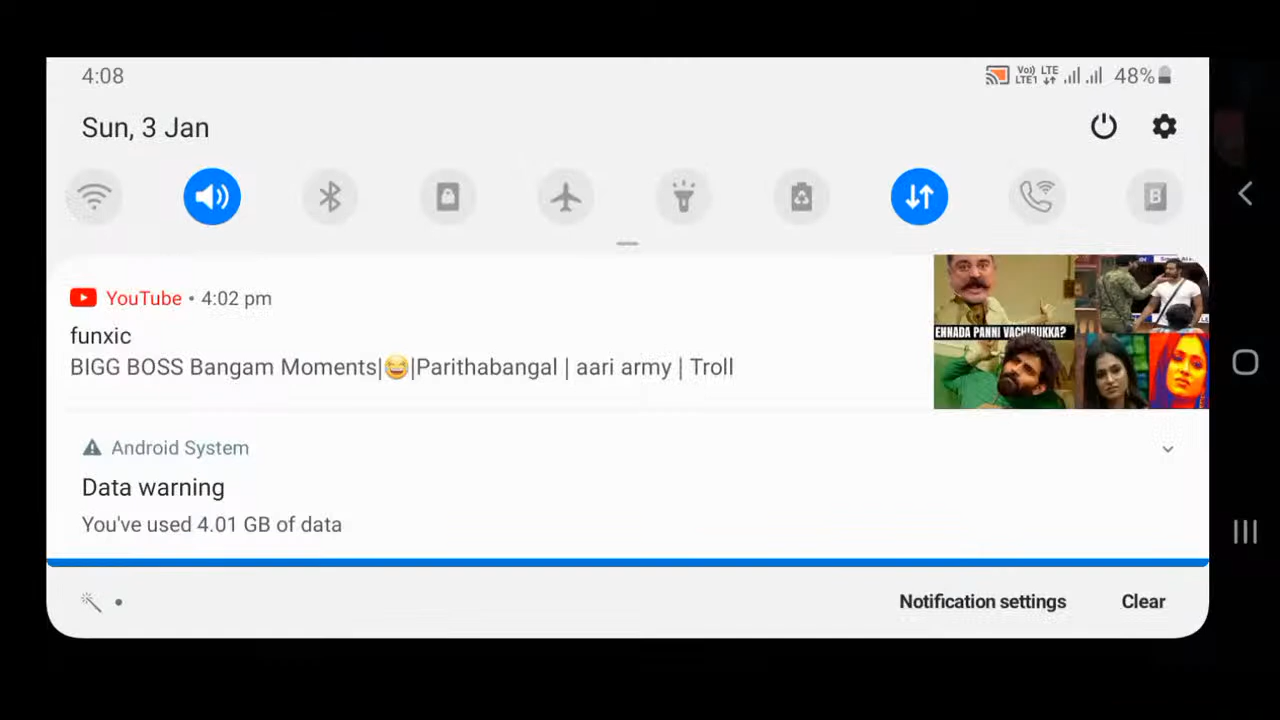 4:08
Vo)) LTE
LTE1
48%
Sun, 3 Jan
B
YouTube • 4:02 pm
funxic
BIGG BOSS Bangam Moments|😂|Parithabangal | aari army | Troll
ENNADA PANNI VACHIRUKKA?
Android System
Data warning
You've used 4.01 GB of data
Notification settings
Clear